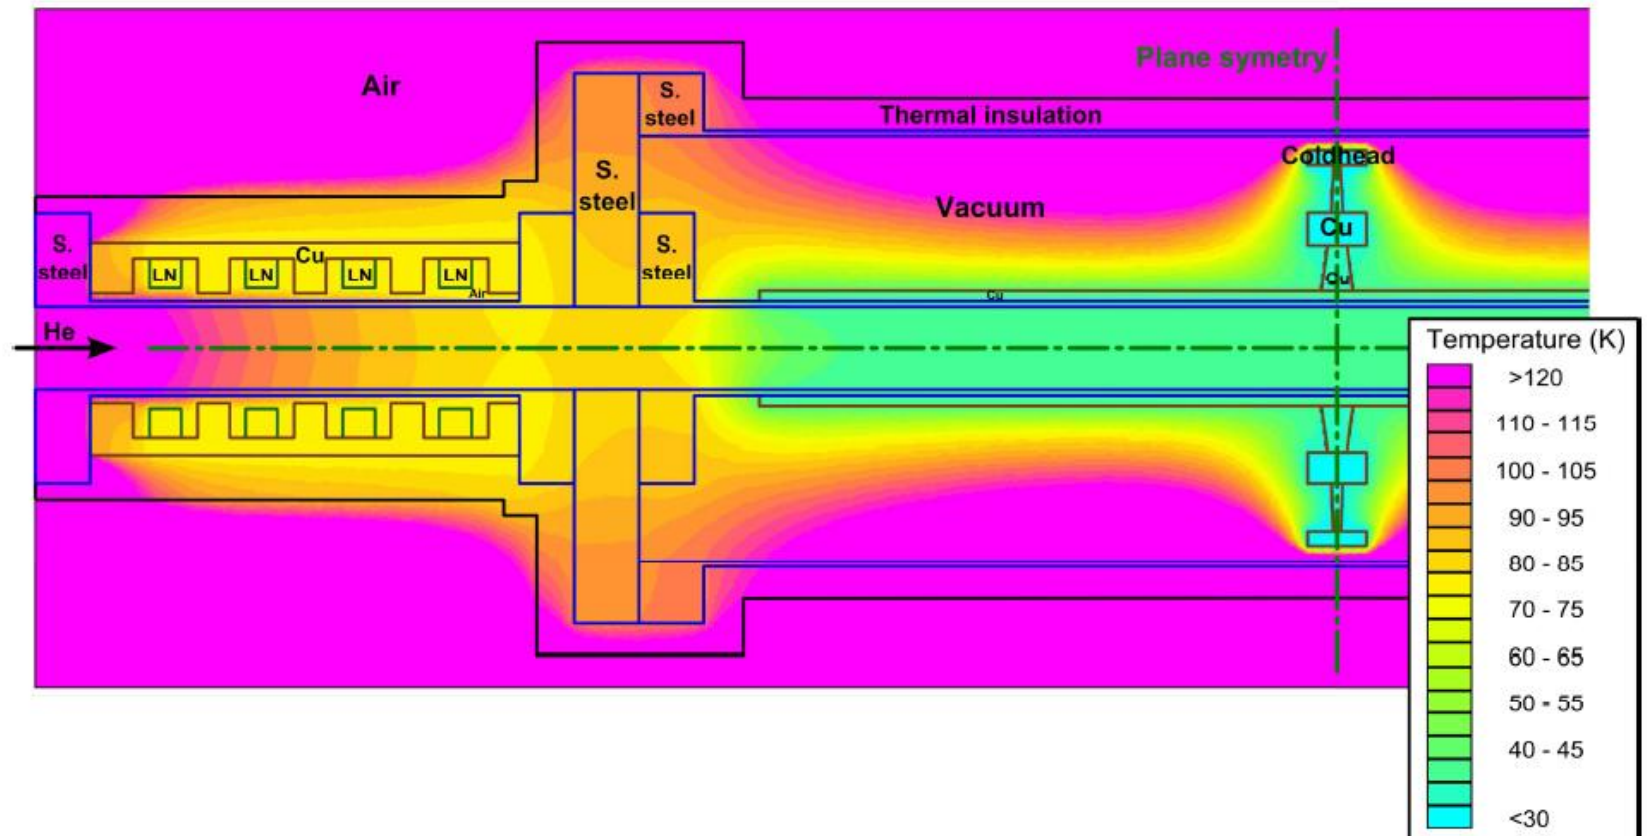 Plane symetry
Air
S.
steel
Thermal insulation
Coldhead
S.
steel
Vacuum
Cu
S.
steel
Cu
S.
steel
LN
LN
LN
LN
Cu
Air
Cu
He
Temperature (K)
>120
110 - 115
100 - 105
90 - 95
80 - 85
70 - 75
60 - 65
50 - 55
40 - 45
<30